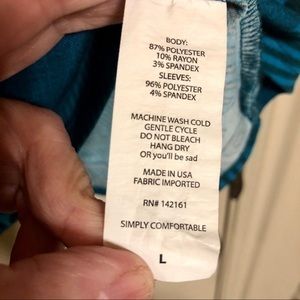 BODY:
87% POLYESTER
10% RAYON
3% SPANDEX
SLEEVES:
96% POLYESTER
4% SPANDEX
MACHINE WASH COLD
GENTLE CYCLE
DO NOT BLEACH
HANG DRY
OR you'll be sad
MADE IN USA
FABRIC IMPORTED
RN# 142161
SIMPLY COMFORTABLE
L